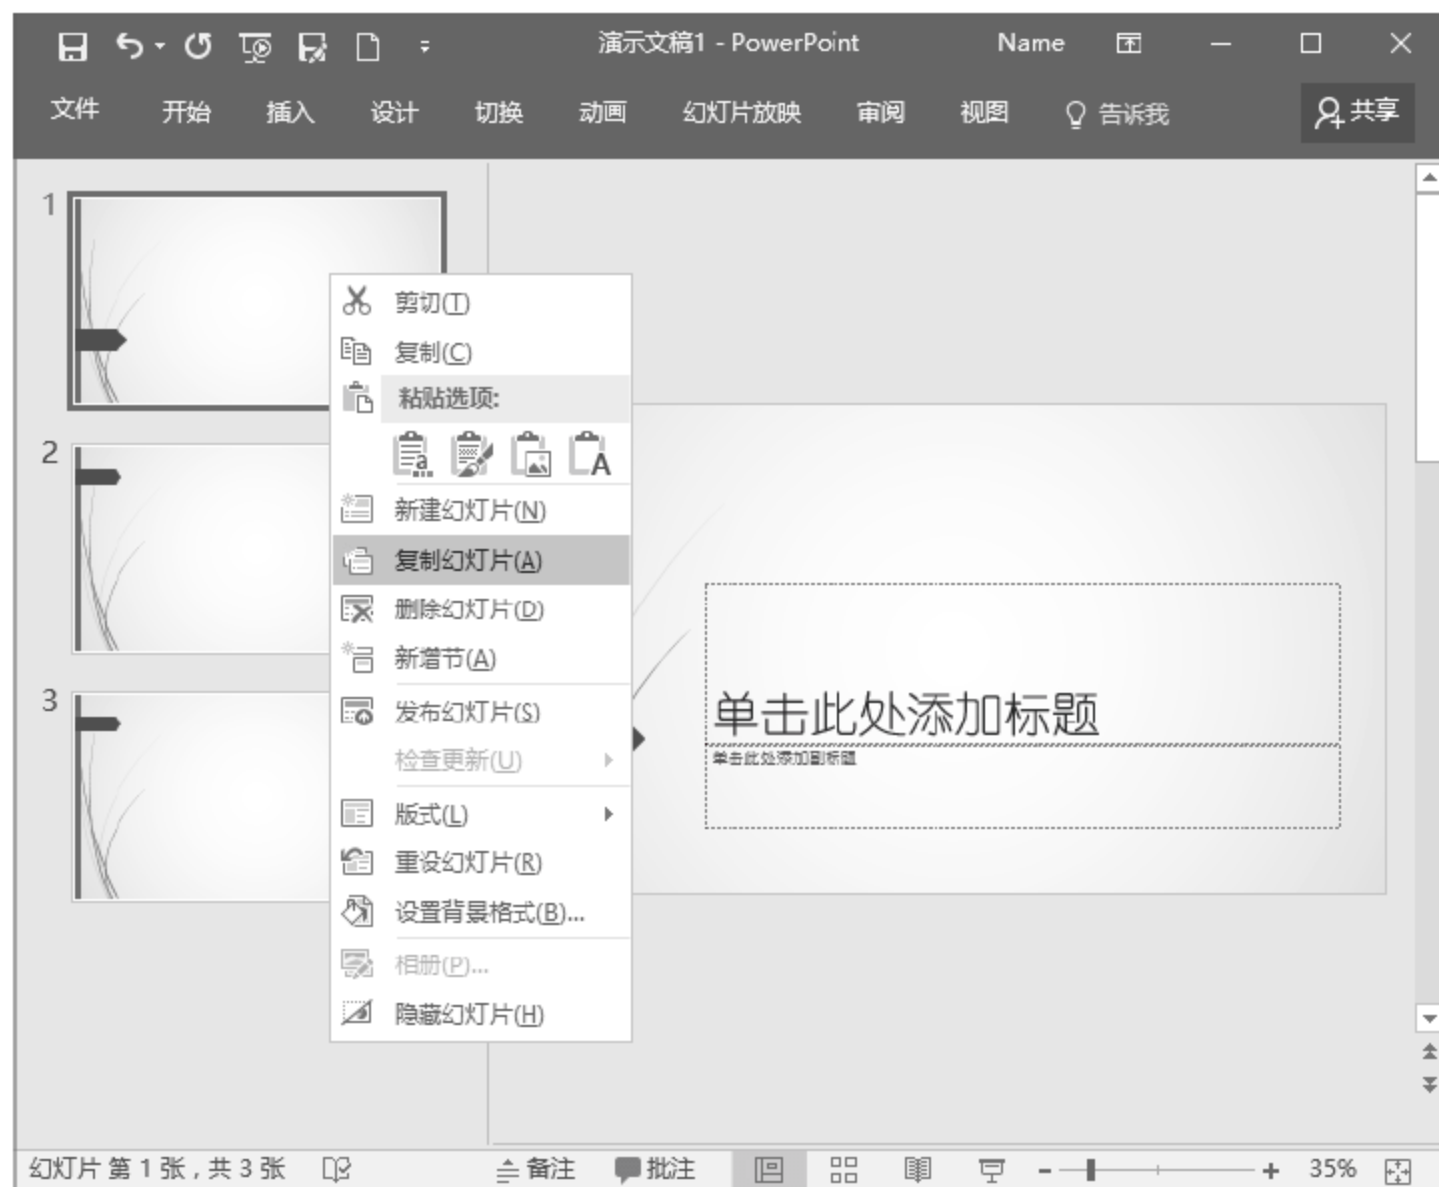 演示文稿1 - PowerPoint
Name
文件 开始 插入 设计 切换 动画 幻灯片放映 审阅 视图 告诉我 共享
1
2
3
剪切(T)
复制(C)
粘贴选项:
新建幻灯片(N)
复制幻灯片(A)
删除幻灯片(D)
新增节(A)
发布幻灯片(S)
检查更新(U)
版式(L)
重设幻灯片(R)
设置背景格式(B)...
相册(P)...
隐藏幻灯片(H)
单击此处添加标题
单击此处添加副标题
幻灯片 第 1 张，共 3 张 备注 批注 35%